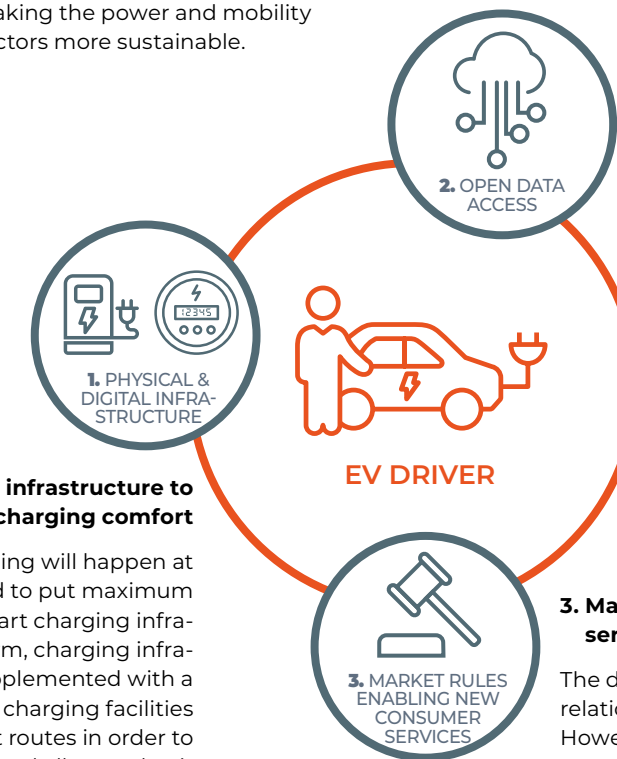 aking the power and mobility
ctors more sustainable.
2. OPEN DATA
ACCESS
12345
1. PHYSICAL &
DIGITAL INFRA-
STRUCTURE
EV DRIVER
infrastructure to
charging comfort
ing will happen at
d to put maximum
art charging infra-
m, charging infra-
plemented with a
charging facilities
t routes in order to
3. MARKET RULES
ENABLING NEW
CONSUMER
SERVICES
3. Ma
ser
The d
relatio
Howe